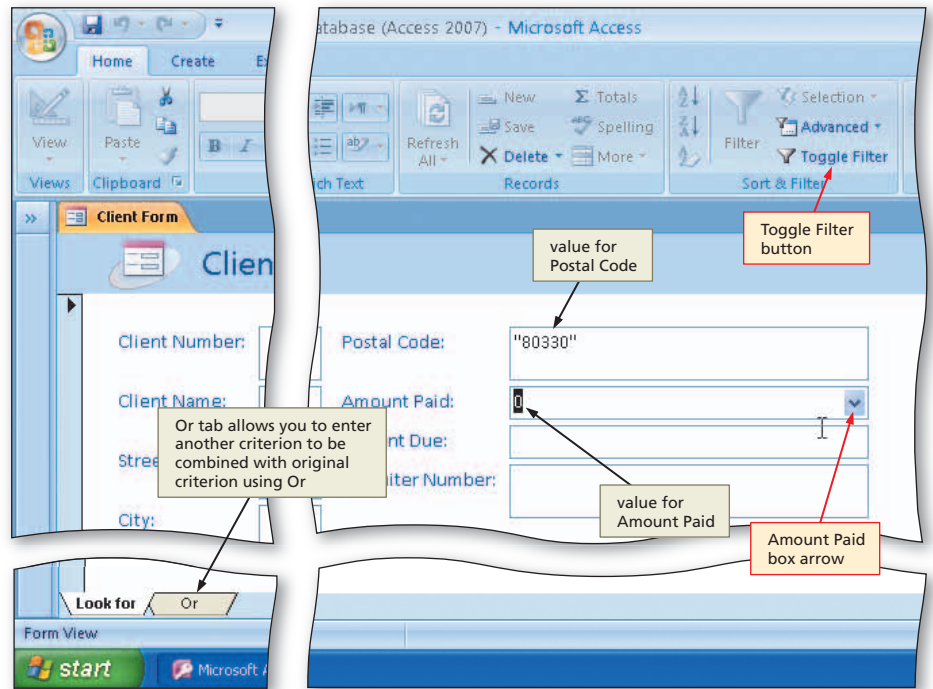 atabase (Access 2007) - Microsoft Access
Home Create E
View
Paste
B I
Refresh
All
New
Save
Delete
Σ Totals
Spelling
More
Filter
Selection
Advanced
Toggle Filter
Views
Clipboard
ch Text
Records
Sort & Filter
Client Form
Clien
Toggle Filter
button
value for
Postal Code
Client Number:
Postal Code:
"80330"
Client Name:
Amount Paid:
0
Or tab allows you to enter
another criterion to be
combined with original
criterion using Or
nt Due:
Stree
iter Number:
value for
Amount Paid
City:
Amount Paid
box arrow
Look for
Or
Form View
start
Microsoft A